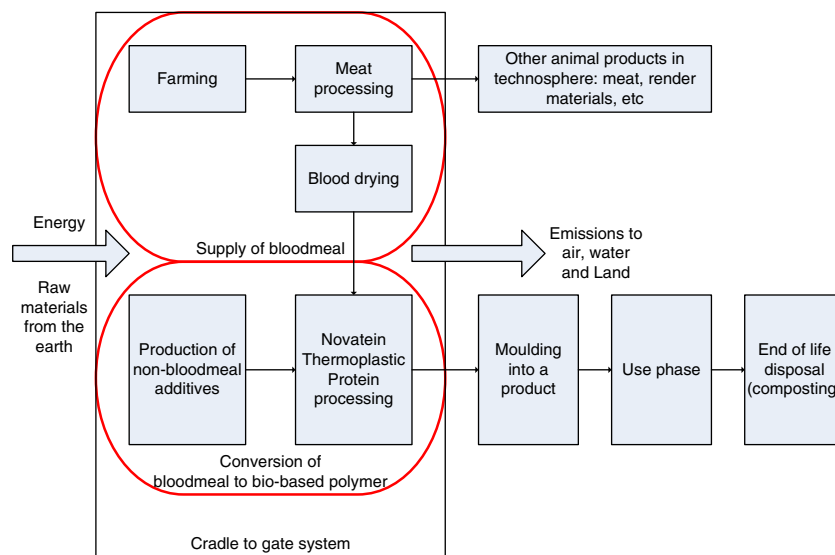 Farming
Meat
processing
Other animal products in
technosphere: meat, render
materials, etc
Blood drying
Energy
Supply of bloodmeal
Emissions to
air, water
and Land
Raw
materials
from the
earth
Production of
non-bloodmeal
additives
Novatein
Thermoplastic
Protein
processing
Moulding
into a
product
Use phase
End of life
disposal
(composting)
Conversion of
bloodmeal to bio-based polymer
Cradle to gate system